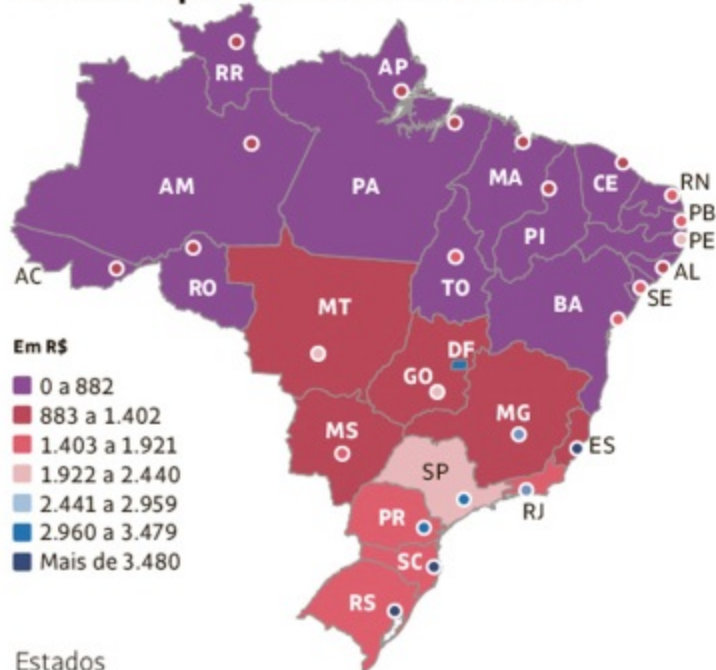 RR
AP
AM
PA
MA
CE
RN
PB
PE
PI
AL
SE
AC
RO
TO
BA
MT
DF
GO
MG
MS
ES
SP
RJ
PR
SC
RS
Em R$
0 a 882
883 a 1.402
1.403 a 1.921
1.922 a 2.440
2.441 a 2.959
2.960 a 3.479
Mais de 3.480
Estados